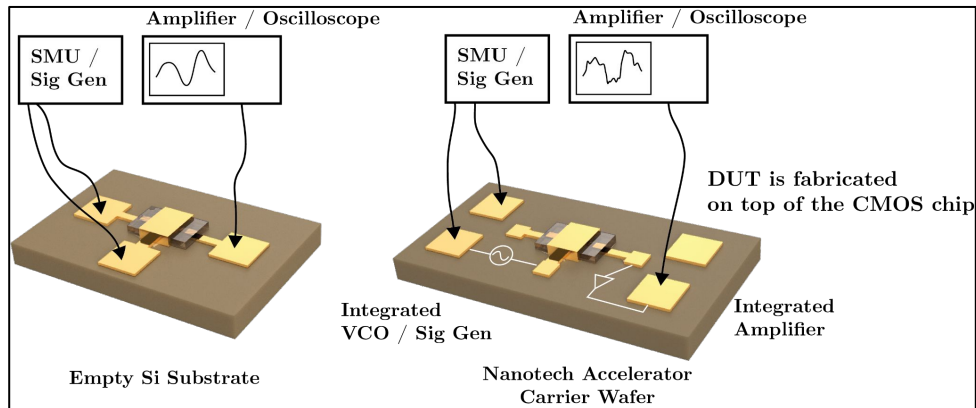 Amplifier / Oscilloscope
SMU /
Sig Gen
Empty Si Substrate
Amplifier / Oscilloscope
SMU /
Sig Gen
DUT is fabricated
on top of the CMOS chip
Integrated
VCO / Sig Gen
Integrated
Amplifier
Nanotech Accelerator
Carrier Wafer